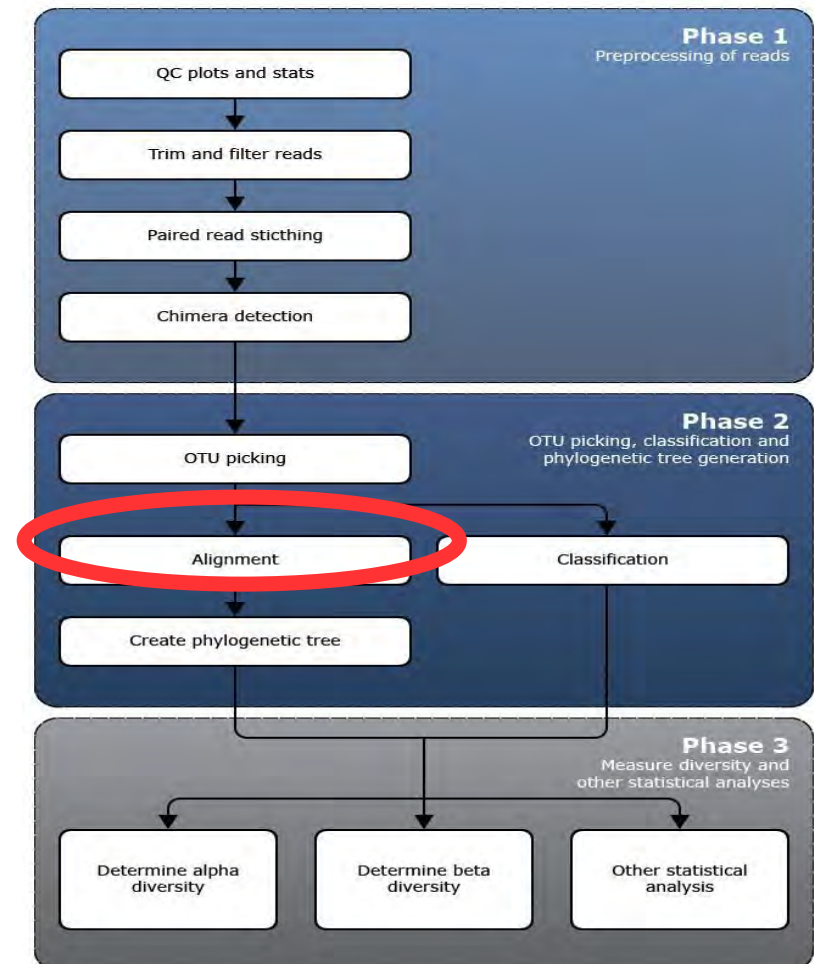 Phase 1
Preprocessing of reads
QC plots and stats
Trim and filter reads
Paired read sticthing
Chimera detection
Phase 2
OTU picking, classification and
phylogenetic tree generation
OTU picking
Alignment
Classification
Create phylogenetic tree
Phase 3
Measure diversity and
other statistical analyses
Determine alpha
diversity
Determine beta
diversity
Other statistical
analysis